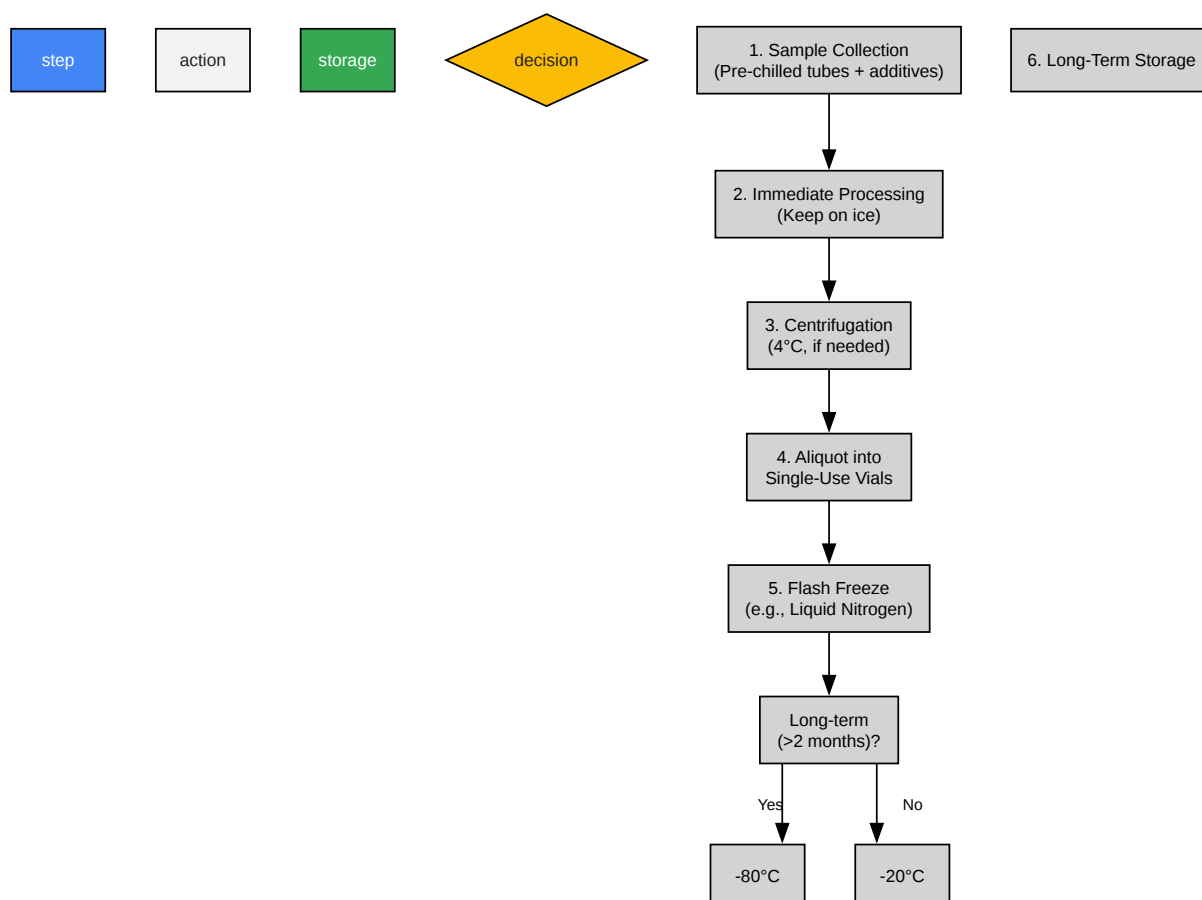 step
action
storage
decision
1. Sample Collection
(Pre-chilled tubes + additives)
6. Long-Term Storage
2. Immediate Processing
(Keep on ice)
3. Centrifugation
(4°C, if needed)
4. Aliquot into
Single-Use Vials
5. Flash Freeze
(e.g., Liquid Nitrogen)
Long-term
(>2 months)?
Yes
No
-80°C
-20°C